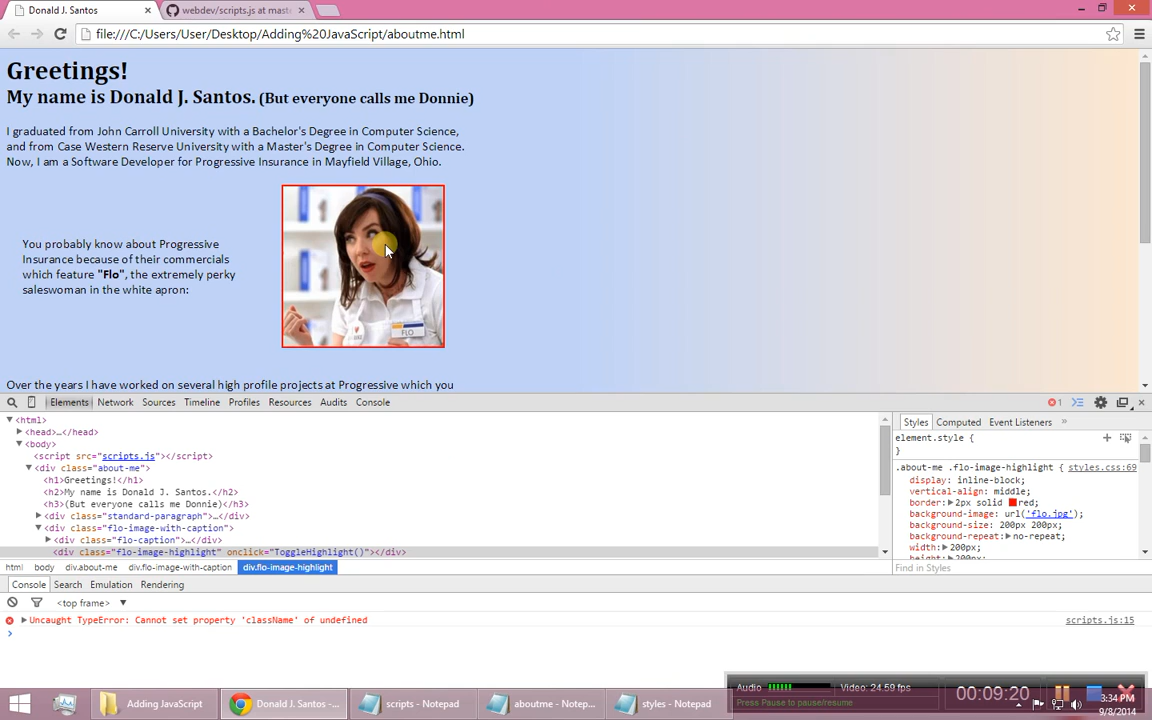 Donald J. Santos
webdev/scripts.js at mast
file:///C:/Users/User/Desktop/Adding%20JavaScript/aboutme.html
Greetings!
My name is Donald J. Santos. (But everyone calls me Donnie)
I graduated from John Carroll University with a Bachelor's Degree in Computer Science,
and from Case Western Reserve University with a Master's Degree in Computer Science.
Now, I am a Software Developer for Progressive Insurance in Mayfield Village, Ohio.
You probably know about Progressive
Insurance because of their commercials
which feature "Flo", the extremely perky
saleswoman in the white apron:
FLO
Over the years I have worked on several high profile projects at Progressive which you
Elements Network Sources Timeline Profiles Resources Audits Console
1
<html>
<head>…</head>
<body>
<script src="scripts.js"></script>
<div class="about-me">
<h1>Greetings!</h1>
<h2>My name is Donald J. Santos.</h2>
<h3>(But everyone calls me Donnie)</h3>
<div class="standard-paragraph">…</div>
<div class="flo-image-with-caption">
<div class="flo-caption">…</div>
<div class="flo-image-highlight" onclick="ToggleHighlight()"></div>
html body div.about-me div.flo-image-with-caption div.flo-image-highlight
Styles Computed Event Listeners »
element.style {
}
.about-me .flo-image-highlight { styles.css:69
display: inline-block;
vertical-align: middle;
border: 2px solid red;
background-image: url('flo.jpg');
background-size: 200px 200px;
background-repeat: no-repeat;
width: 200px;
height: 200px;
Find in Styles
Console Search Emulation Rendering
<top frame>
Uncaught TypeError: Cannot set property 'className' of undefined scripts.js:15
Adding JavaScript
Donald J. Santos -...
scripts - Notepad
aboutme - Notep...
styles - Notepad
Audio
Video: 24.59 fps
Press Pause to pause/resume
00:09:20
3:34 PM
9/8/2014